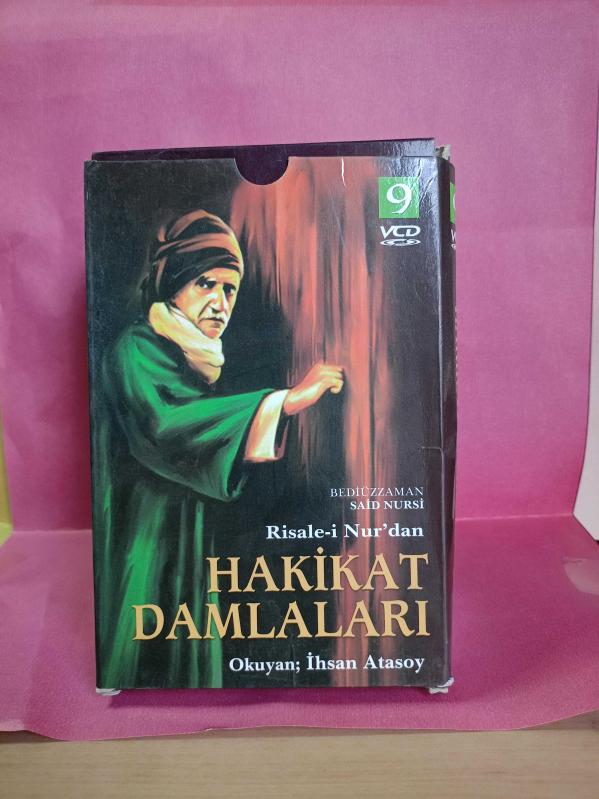 9
VCD
BEDİÜZZAMAN
SAİD NURSİ
Risale-i Nur'dan
HAKİKAT
DAMLALARI
Okuyan; İhsan Atasoy